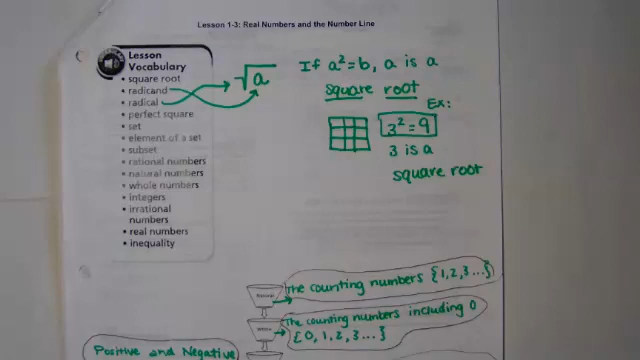 Lesson 1-3: Real Numbers and the Number Line
Lesson
Vocabulary
• square root
• radicand
• radical
• perfect square
• set
• element of a set
• subset
• rational numbers
• natural numbers
• whole numbers
• integers
• irrational
numbers
• real numbers
• inequality
√a
If a²=b, a is a
square root
Ex:
3²=9
3 is a
square root
The counting numbers {1,2,3...}
The counting numbers including 0
{0, 1, 2, 3...}
Positive and Negative